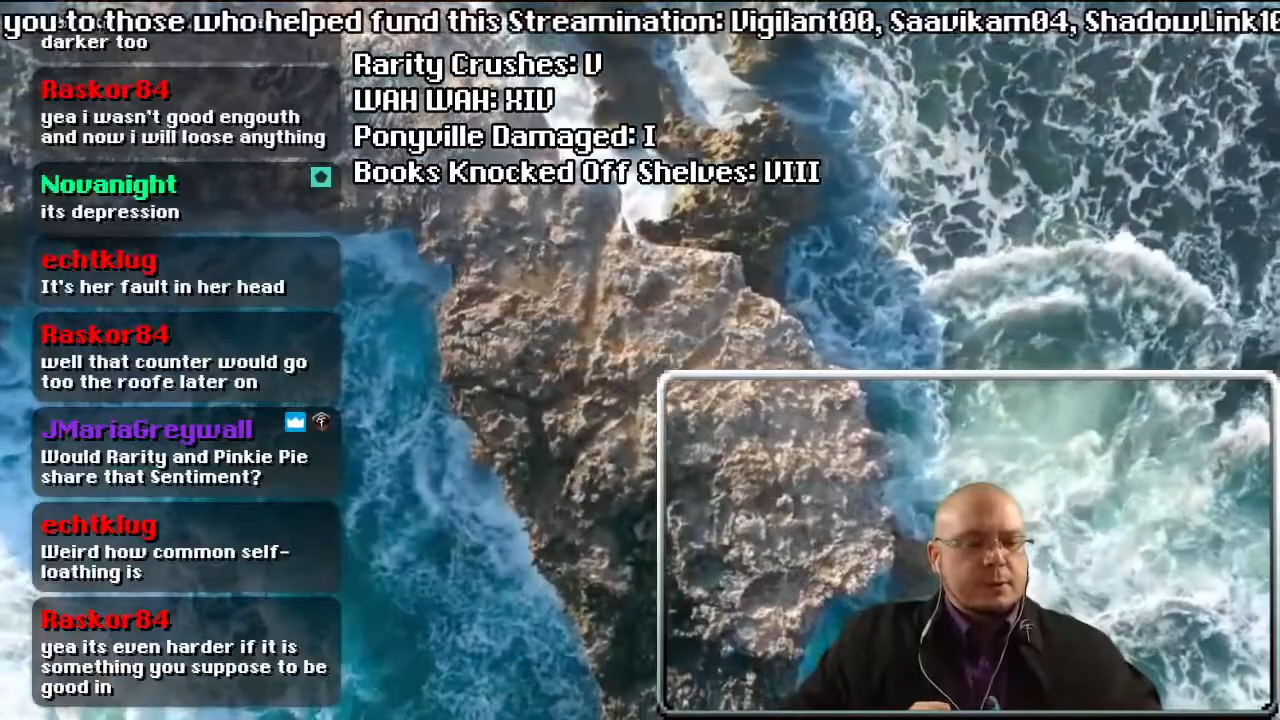 you to those who helped fund this Streamination: Vigilant00, Saavikam04, ShadowLink16
darker too
Raskor84
yea i wasn't good engouth
and now i will loose anything
Novanight
its depression
echtklug
It's her fault in her head
Raskor84
well that counter would go
too the roofe later on
JMariaGreywall
Would Rarity and Pinkie Pie
share that Sentiment?
echtklug
Weird how common self-
loathing is
Raskor84
yea its even harder if it is
something you suppose to be
good in
Rarity Crushes: V
WAH WAH: XIV
Ponyville Damaged: I
Books Knocked Off Shelves: VIII